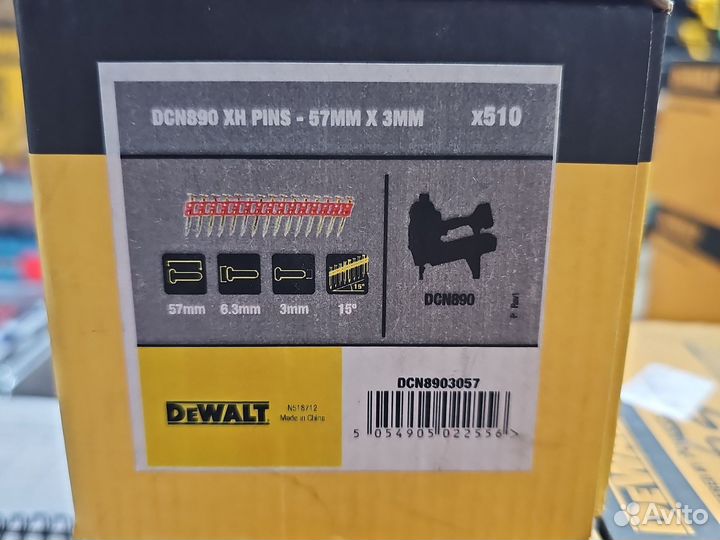 DCN890 XH PINS - 57MM X 3MM x510
15°
57mm 6.3mm 3mm 15°
DCN890
DEWALT
N518712
Made in China
DCN8903057
5 054905 022556 >
Avito